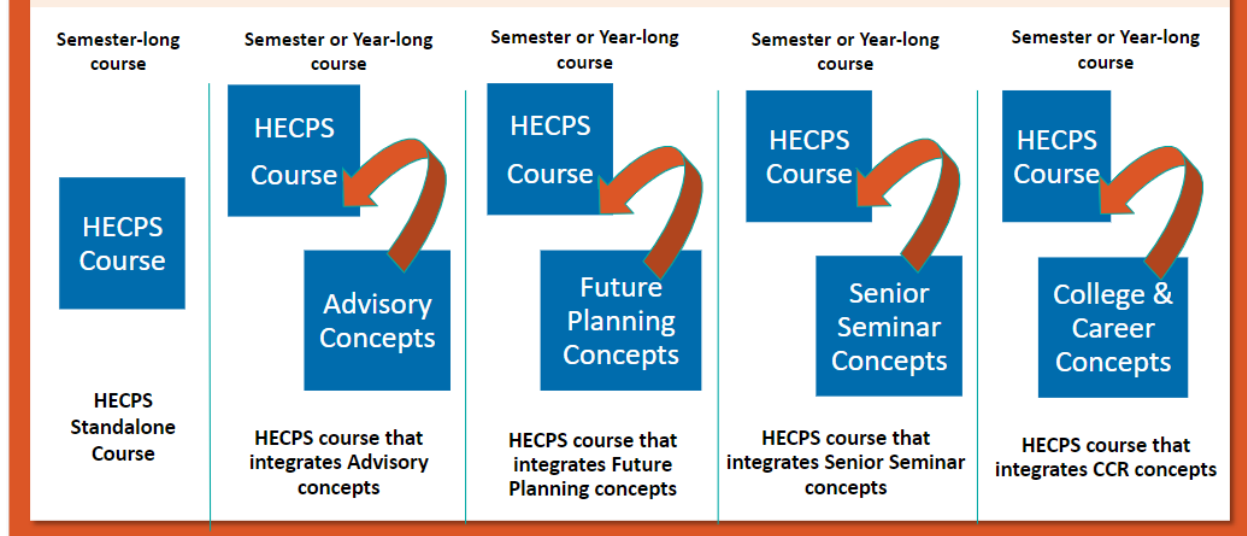 Semester-long
course
HECPS
Course
HECPS
Standalone
Course
Semester or Year-long
course
HECPS
Course
Advisory
Concepts
HECPS course that
integrates Advisory
concepts
Semester or Year-long
course
HECPS
Course
Future
Planning
Concepts
HECPS course that
integrates Future
Planning concepts
Semester or Year-long
course
HECPS
Course
Senior
Seminar
Concepts
HECPS course that
integrates Senior Seminar
concepts
Semester or Year-long
course
HECPS
Course
College &
Career
Concepts
HECPS course that
integrates CCR concepts